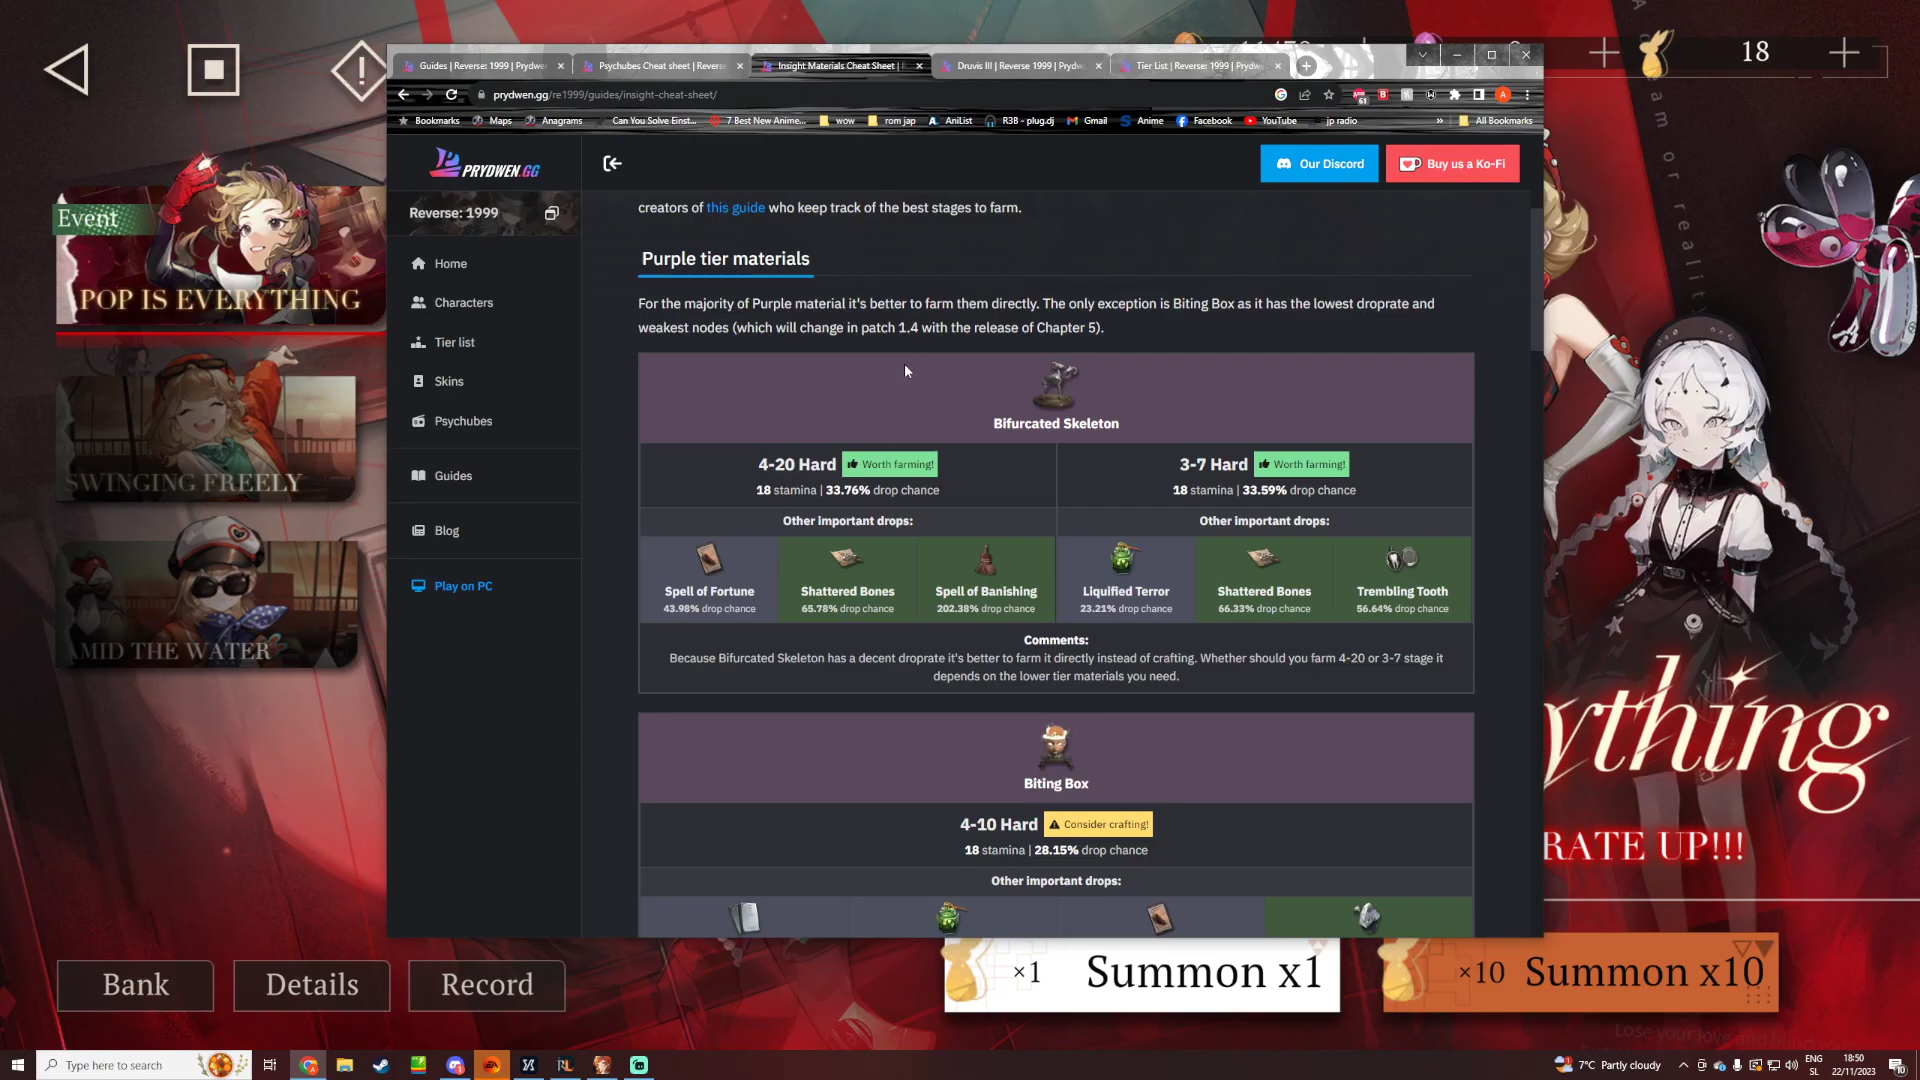 Guides | Reverse: 1999 | Prydwe
Psychubes Cheat sheet | Revers
Insight Materials Cheat Sheet |
Druvis III | Reverse 1999 | Prydw
Tier List | Reverse: 1999 | Prydw
18
prydwen.gg/re1999/guides/insight-cheat-sheet/
61
A
Bookmarks
Maps
Anagrams
Can You Solve Einst...
7 Best New Anime...
wow
rom jap
AniList
R3B - plug.dj
Gmail
Anime
Facebook
YouTube
jp radio
»
All Bookmarks
PRYDWEN.GG
Our Discord
Buy us a Ko-Fi
Reverse: 1999
Home
Characters
Tier list
Skins
Psychubes
Guides
Blog
Play on PC
creators of this guide who keep track of the best stages to farm.
Purple tier materials
For the majority of Purple material it's better to farm them directly. The only exception is Biting Box as it has the lowest droprate and
weakest nodes (which will change in patch 1.4 with the release of Chapter 5).
Bifurcated Skeleton
4-20 Hard Worth farming!
18 stamina | 33.76% drop chance
3-7 Hard Worth farming!
18 stamina | 33.59% drop chance
Other important drops:
Other important drops:
Spell of Fortune
43.98% drop chance
Shattered Bones
65.78% drop chance
Spell of Banishing
202.38% drop chance
Liquified Terror
23.21% drop chance
Shattered Bones
66.33% drop chance
Trembling Tooth
56.64% drop chance
Comments:
Because Bifurcated Skeleton has a decent droprate it's better to farm it directly instead of crafting. Whether should you farm 4-20 or 3-7 stage it
depends on the lower tier materials you need.
Biting Box
4-10 Hard Consider crafting!
18 stamina | 28.15% drop chance
Other important drops:
Event
POP IS EVERYTHING
SWINGING FREELY
AMID THE WATER
ything
RATE UP!!!
Bank
Details
Record
×1 Summon x1
×10 Summon x10
Type here to search
7°C Partly cloudy
ENG
SL
18:50
22/11/2023
10